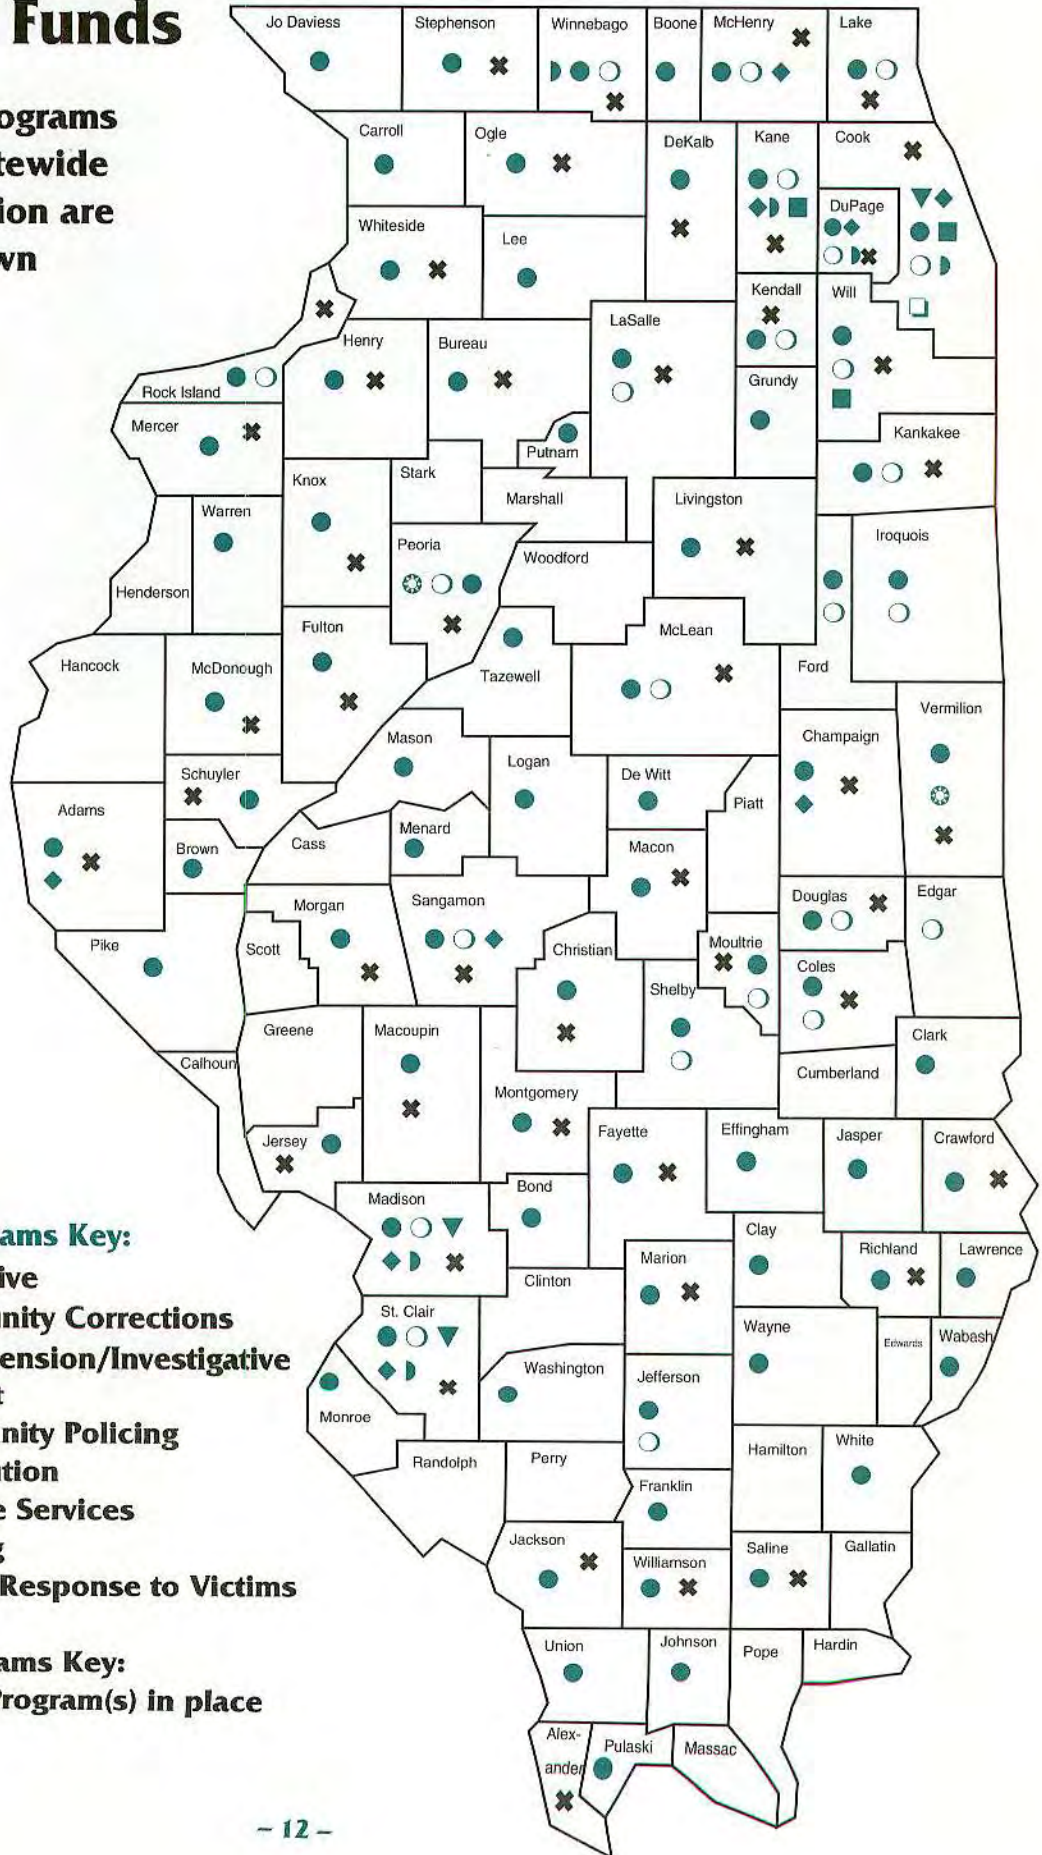 Funds
ograms
tewide
ion are
wn
Jo Daviess
Stephenson
Winnebago
Boone
McHenry
Lake
Carroll
Ogle
DeKalb
Kane
Cook
DuPage
Whiteside
Lee
Kendall
Will
LaSalle
Henry
Bureau
Grundy
Rock Island
Mercer
Putnam
Kankakee
Knox
Stark
Marshall
Livingston
Warren
Iroquois
Peoria
Woodford
Henderson
Fulton
McLean
Hancock
McDonough
Tazewell
Ford
Vermilion
Mason
Champaign
Logan
De Witt
Schuyler
Piatt
Adams
Menard
Cass
Brown
Macon
Douglas
Edgar
Morgan
Sangamon
Pike
Scott
Christian
Moultrie
Coles
Shelby
Greene
Macoupin
Clark
Calhoun
Cumberland
Montgomery
Jersey
Fayette
Effingham
Jasper
Crawford
Bond
Madison
Clay
Richland
Lawrence
Marion
Clinton
St. Clair
Wayne
Edwards
Wabash
Washington
Jefferson
Monroe
Hamilton
White
Randolph
Perry
Franklin
Jackson
Williamson
Saline
Gallatin
Union
Johnson
Pope
Hardin
Alex-
ander
Pulaski
Massac
ams Key:
ive
nity Corrections
ension/Investigative
t
nity Policing
ution
e Services
g
Response to Victims
ams Key:
Program(s) in place
– 12 –